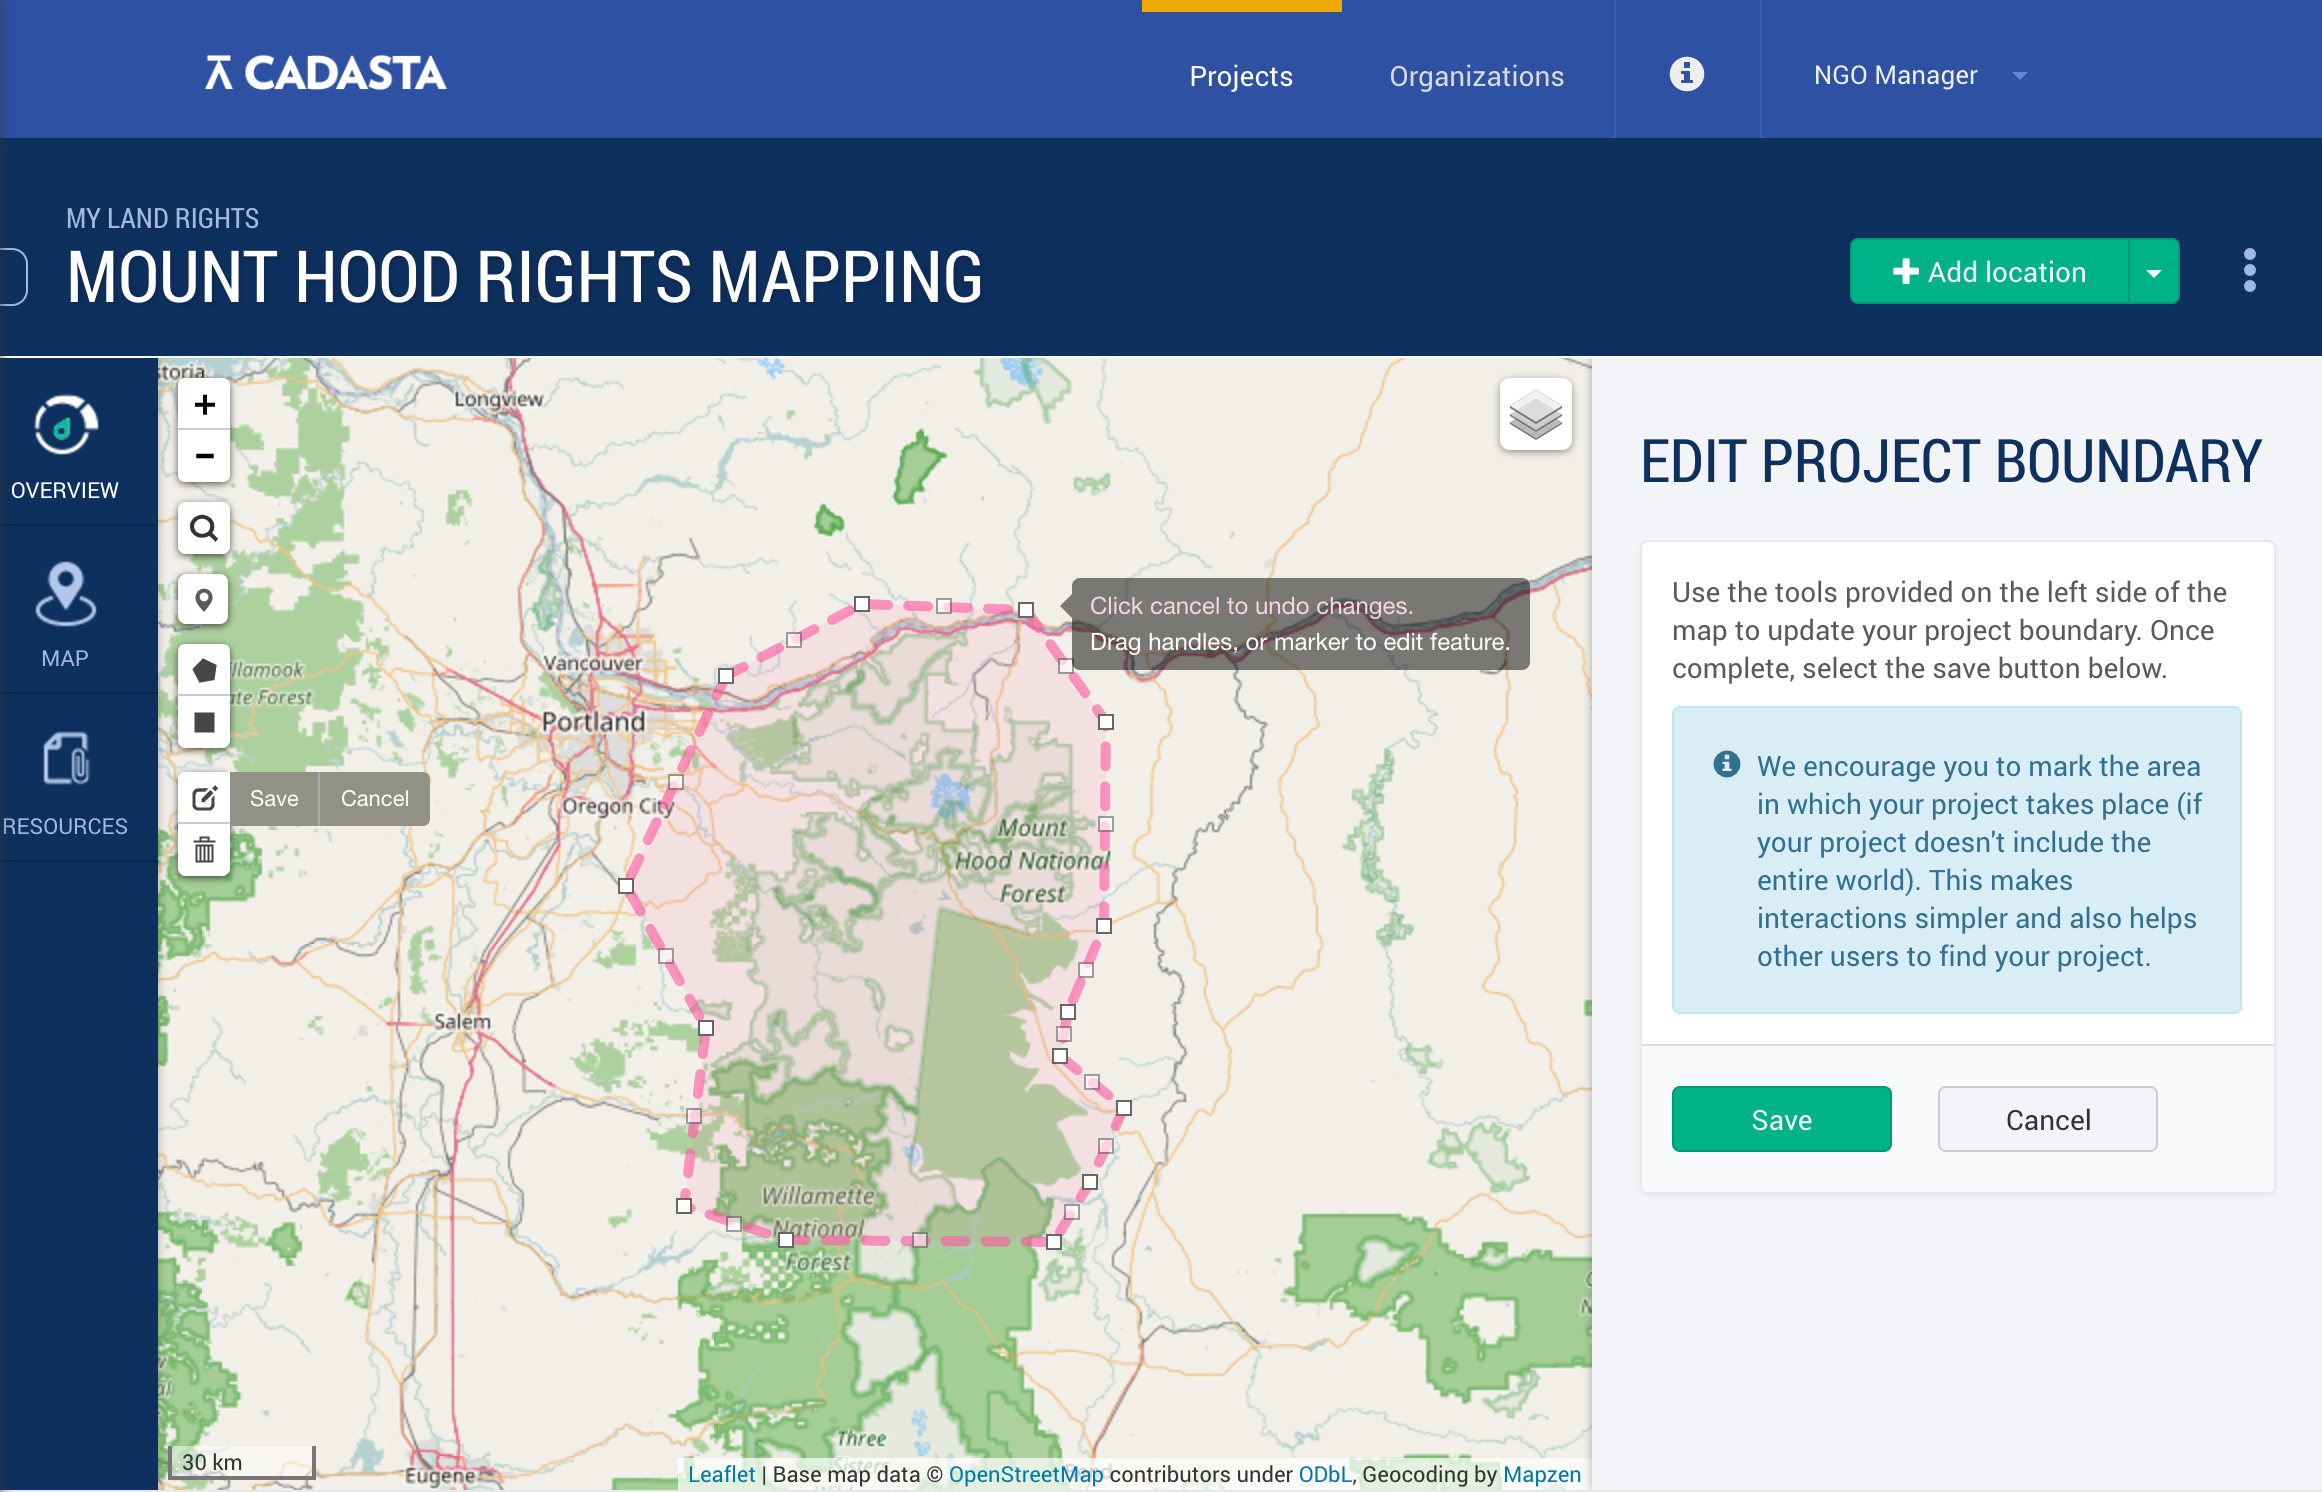 CADASTA
Projects
Organizations
NGO Manager
MY LAND RIGHTS
MOUNT HOOD RIGHTS MAPPING
Add location
OVERVIEW
MAP
RESOURCES
storia
Longview
Vancouver
Portland
Oregon City
illamook
ate Forest
Save
Cancel
Click cancel to undo changes.
Drag handles, or marker to edit feature.
Mount
Hood National
Forest
Salem
Willamette
National
Forest
Three
Sisters
Eugene
30 km
Leaflet | Base map data © OpenStreetMap contributors under ODbL, Geocoding by Mapzen
EDIT PROJECT BOUNDARY
Use the tools provided on the left side of the
map to update your project boundary. Once
complete, select the save button below.
We encourage you to mark the area
in which your project takes place (if
your project doesn't include the
entire world). This makes
interactions simpler and also helps
other users to find your project.
Save
Cancel